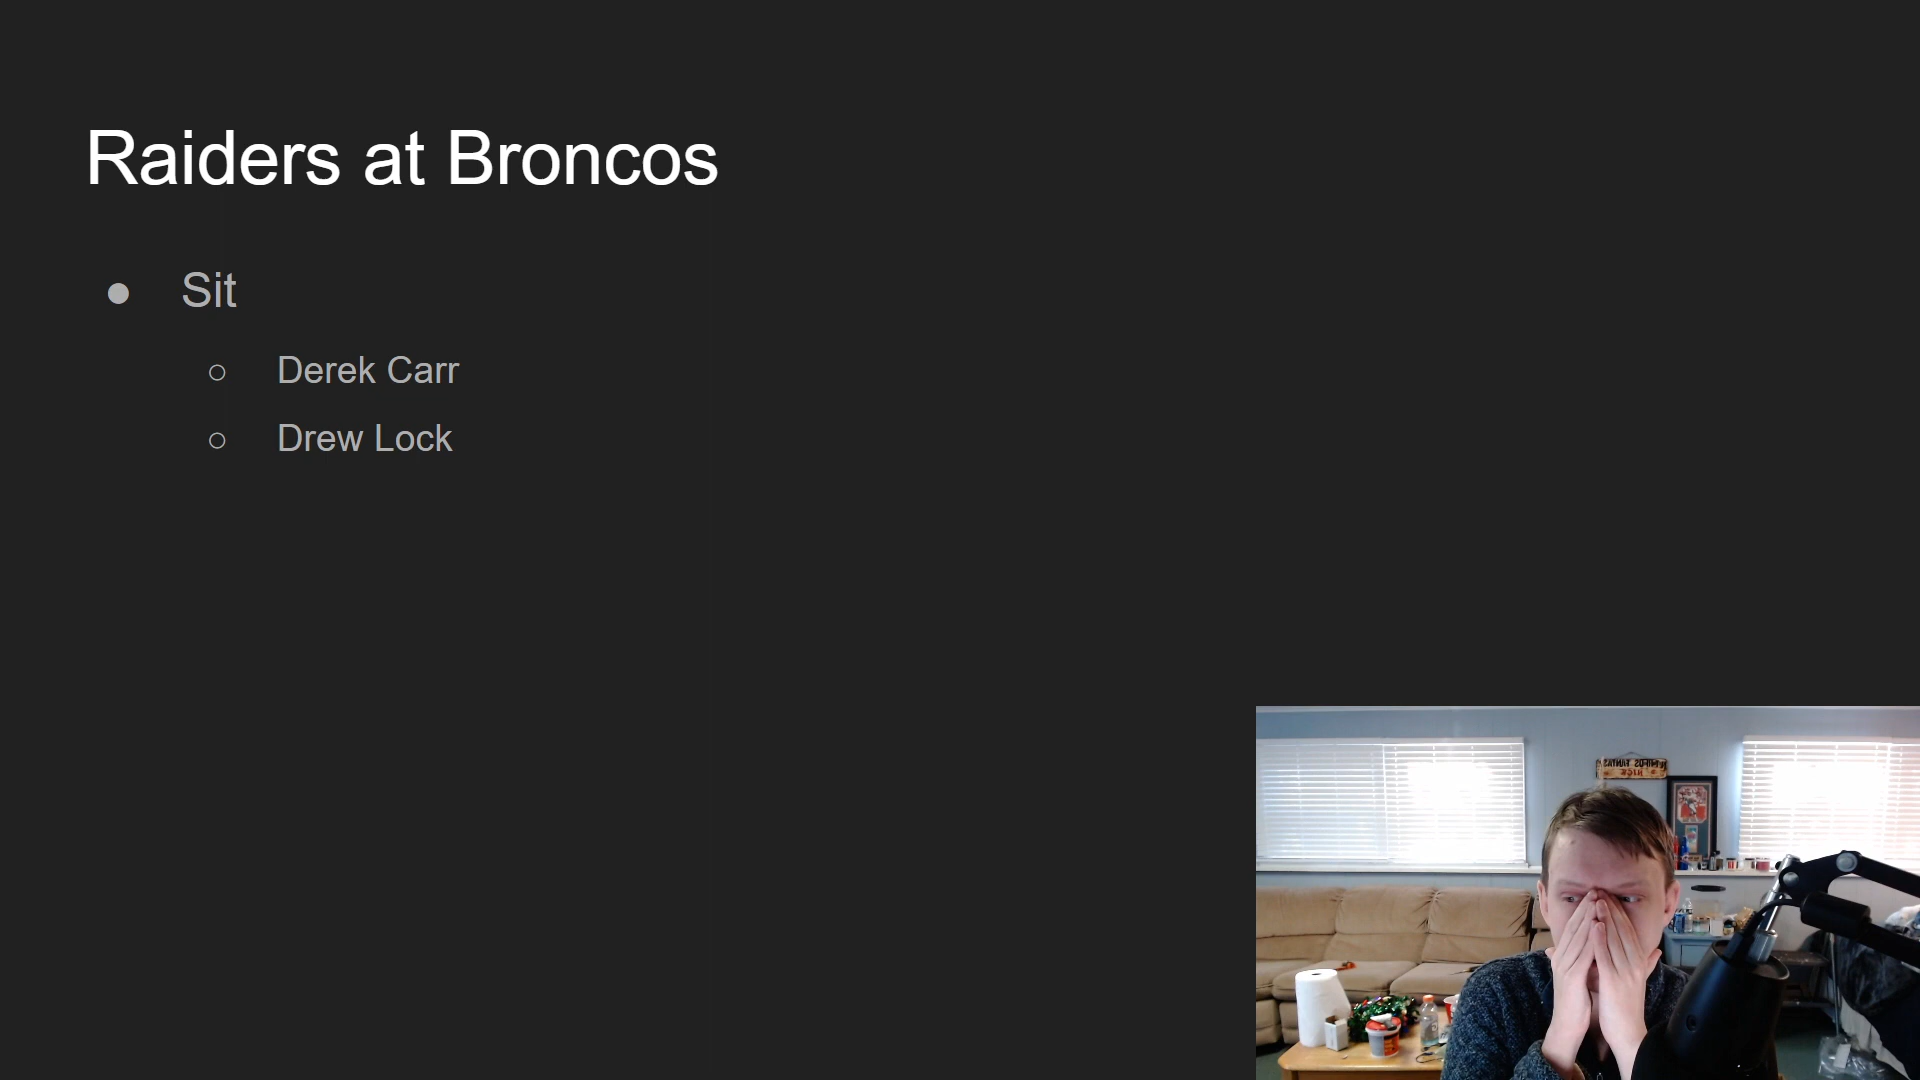 Raiders at Broncos
Sit
Derek Carr
Drew Lock